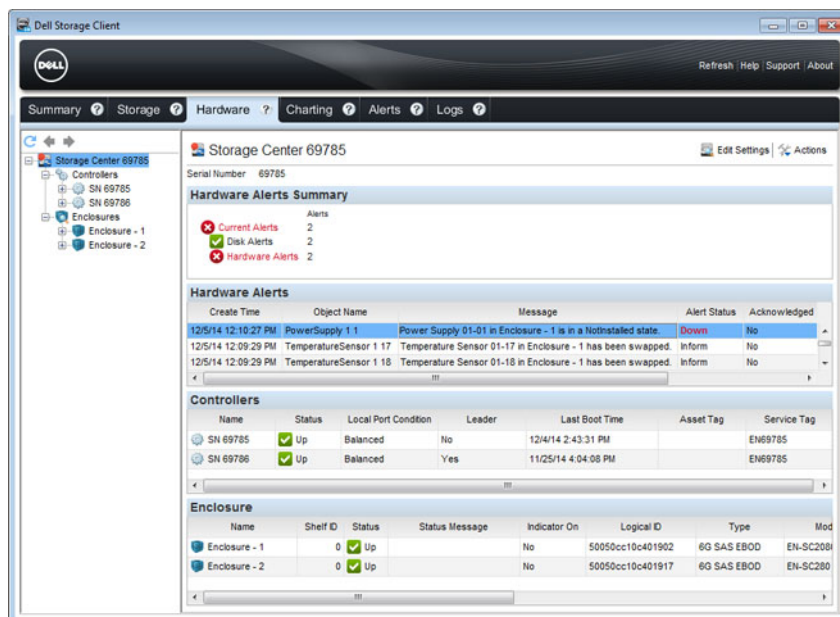 Dell Storage Client
DELL
Refresh | Help | Support | About
Summary ? Storage ? Hardware ? Charting ? Alerts ? Logs ?
Storage Center 69785
Controllers
SN 69785
SN 69786
Enclosures
Enclosure - 1
Enclosure - 2
Storage Center 69785 Edit Settings | Actions
Serial Number 69785
Hardware Alerts Summary
Alerts
Current Alerts 2
Disk Alerts 2
Hardware Alerts 2
Hardware Alerts
Create Time Object Name Message Alert Status Acknowledged
12/5/14 12:10:27 PM PowerSupply 1 1 Power Supply 01-01 in Enclosure - 1 is in a NotInstalled state. Down No
12/5/14 12:09:29 PM TemperatureSensor 1 17 Temperature Sensor 01-17 in Enclosure - 1 has been swapped. Inform No
12/5/14 12:09:29 PM TemperatureSensor 1 18 Temperature Sensor 01-18 in Enclosure - 1 has been swapped. Inform No
Controllers
Name Status Local Port Condition Leader Last Boot Time Asset Tag Service Tag
SN 69785 Up Balanced No 12/4/14 2:43:31 PM EN69785
SN 69786 Up Balanced Yes 11/25/14 4:04:08 PM EN69785
Enclosure
Name Shelf ID Status Status Message Indicator On Logical ID Type Mod
Enclosure - 1 0 Up No 50050cc10c401902 6G SAS EBOD EN-SC208
Enclosure - 2 0 Up No 50050cc10c401917 6G SAS EBOD EN-SC280